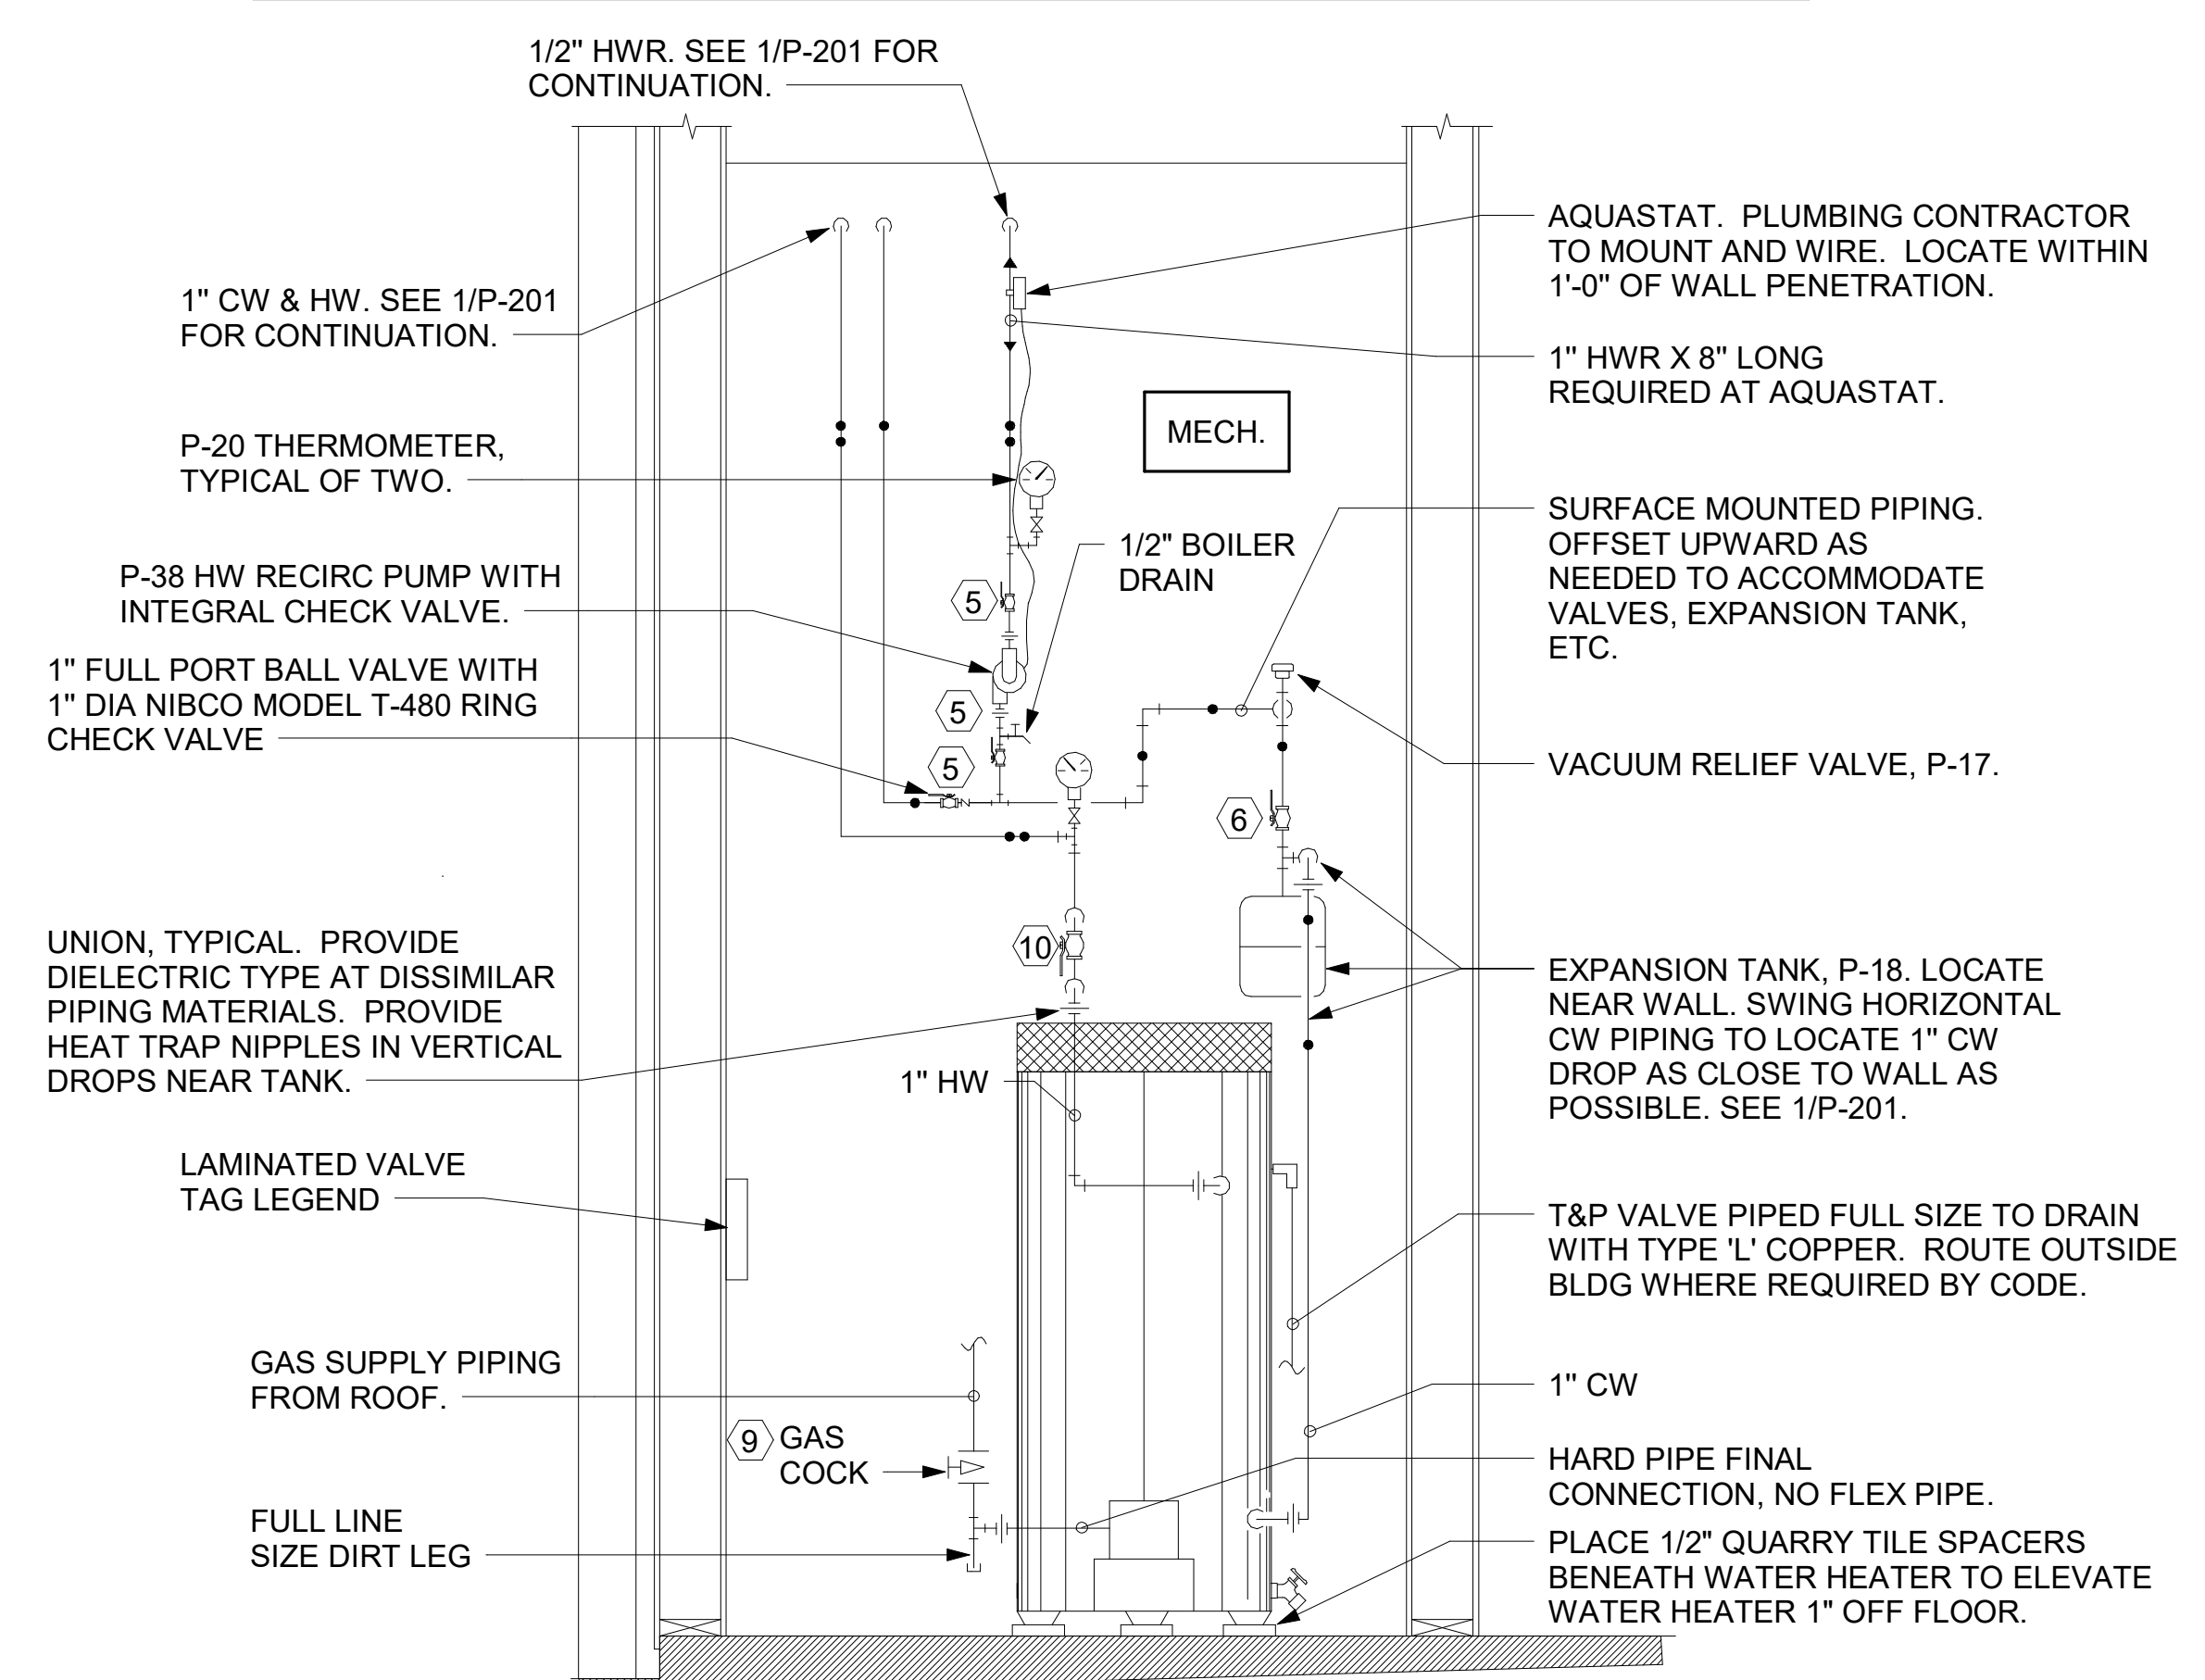 1/2" HWR. SEE 1/P-201 FOR
CONTINUATION.
1" CW & HW. SEE 1/P-201
FOR CONTINUATION.
P-20 THERMOMETER,
TYPICAL OF TWO.
P-38 HW RECIRC PUMP WITH
INTEGRAL CHECK VALVE.
1" FULL PORT BALL VALVE WITH
1" DIA NIBCO MODEL T-480 RING
CHECK VALVE
UNION, TYPICAL. PROVIDE
DIELECTRIC TYPE AT DISSIMILAR
PIPING MATERIALS. PROVIDE
HEAT TRAP NIPPLES IN VERTICAL
DROPS NEAR TANK.
LAMINATED VALVE
TAG LEGEND
GAS SUPPLY PIPING
FROM ROOF.
9
GAS
COCK
FULL LINE
SIZE DIRT LEG
MECH.
1/2" BOILER
DRAIN
5
5
5
6
10
1" HW
AQUASTAT. PLUMBING CONTRACTOR
TO MOUNT AND WIRE. LOCATE WITHIN
1'-0" OF WALL PENETRATION.
1" HWR X 8" LONG
REQUIRED AT AQUASTAT.
SURFACE MOUNTED PIPING.
OFFSET UPWARD AS
NEEDED TO ACCOMMODATE
VALVES, EXPANSION TANK,
ETC.
VACUUM RELIEF VALVE, P-17.
EXPANSION TANK, P-18. LOCATE
NEAR WALL. SWING HORIZONTAL
CW PIPING TO LOCATE 1" CW
DROP AS CLOSE TO WALL AS
POSSIBLE. SEE 1/P-201.
T&P VALVE PIPED FULL SIZE TO DRAIN
WITH TYPE 'L' COPPER. ROUTE OUTSIDE
BLDG WHERE REQUIRED BY CODE.
1" CW
HARD PIPE FINAL
CONNECTION, NO FLEX PIPE.
PLACE 1/2" QUARRY TILE SPACERS
BENEATH WATER HEATER TO ELEVATE
WATER HEATER 1" OFF FLOOR.